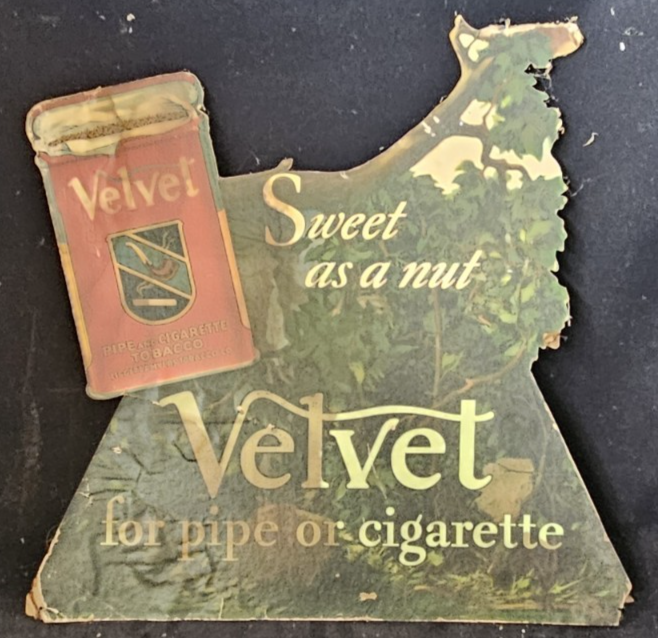 Velvet
PIPE AND CIGARETTE
TOBACCO
Sweet
as a nut
Velvet
for pipe or cigarette